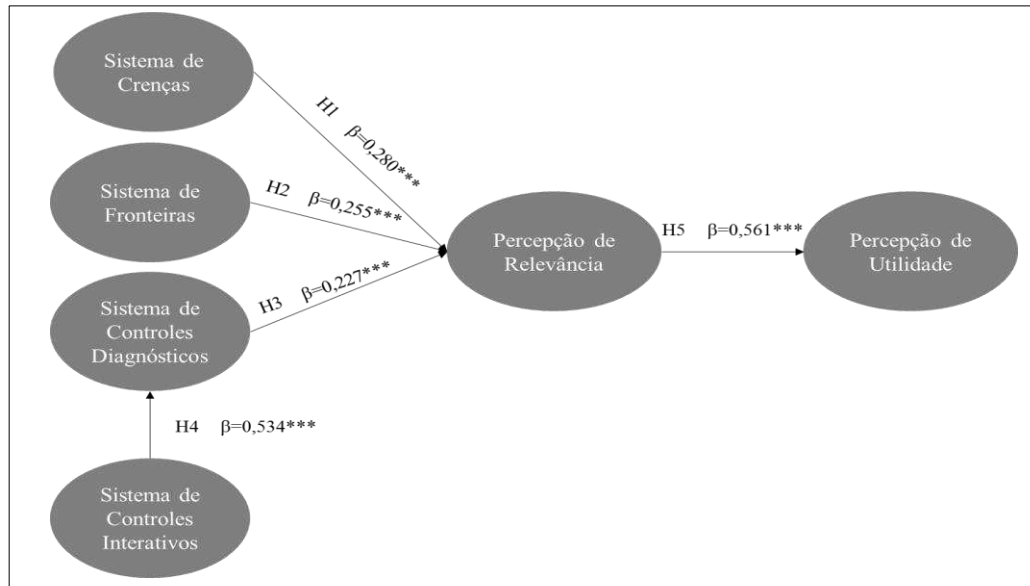 Sistema de
Crenças
H1 β=0,280***
Sistema de
Fronteiras
H2 β=0,255***
Percepção de
Relevância
H5 β=0,561***
Percepção de
Utilidade
H3 β=0,227***
Sistema de
Controles
Diagnósticos
H4 β=0,534***
Sistema de
Controles
Interativos